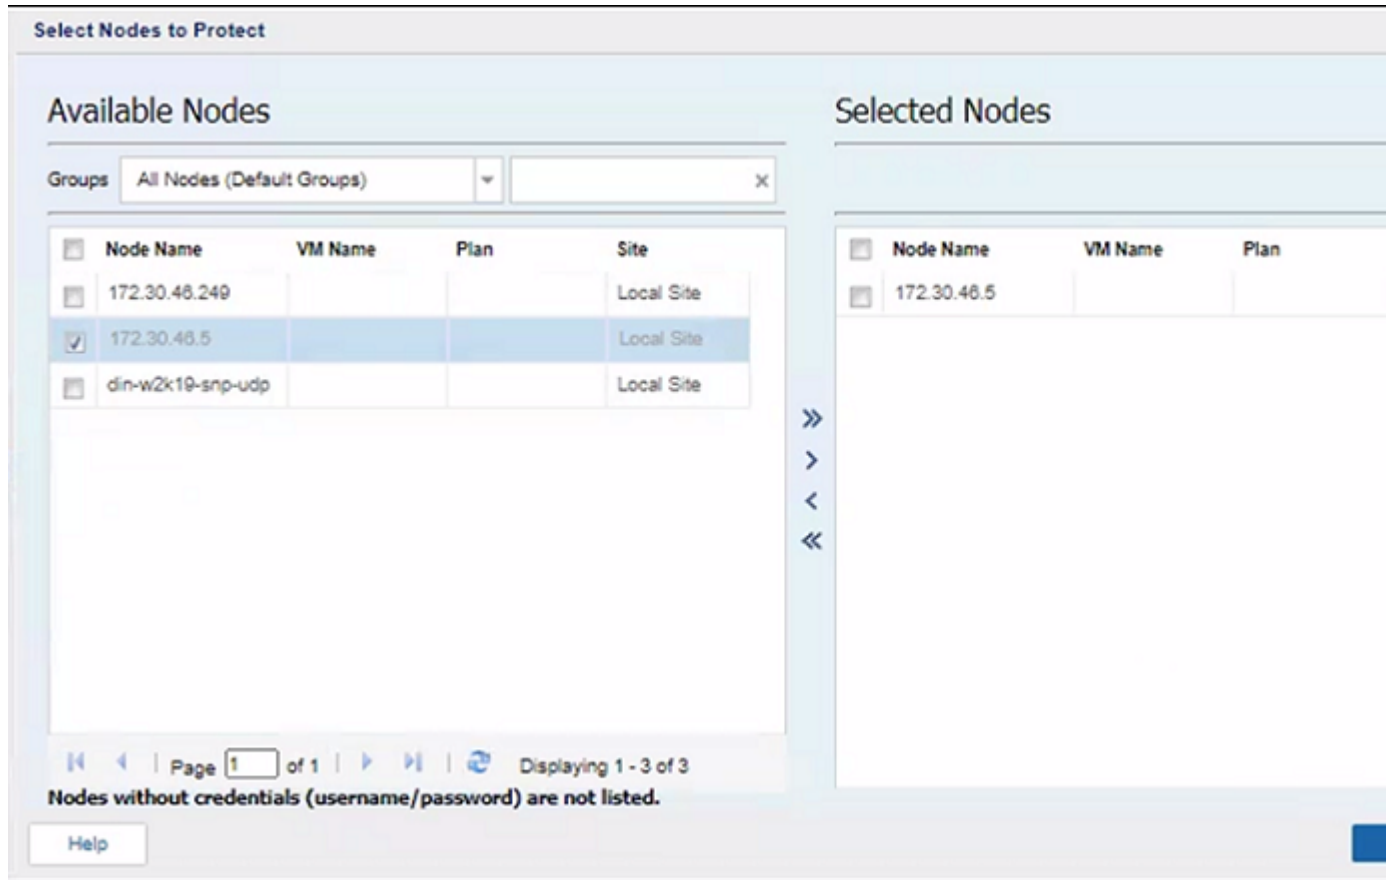 Select Nodes to Protect
Available Nodes
Groups All Nodes (Default Groups)
Node Name VM Name Plan Site
172.30.46.249 Local Site
172.30.46.5 Local Site
din-w2k19-snp-udp Local Site
Page 1 of 1 Displaying 1 - 3 of 3
Nodes without credentials (username/password) are not listed.
Help
Selected Nodes
Node Name VM Name Plan
172.30.46.5